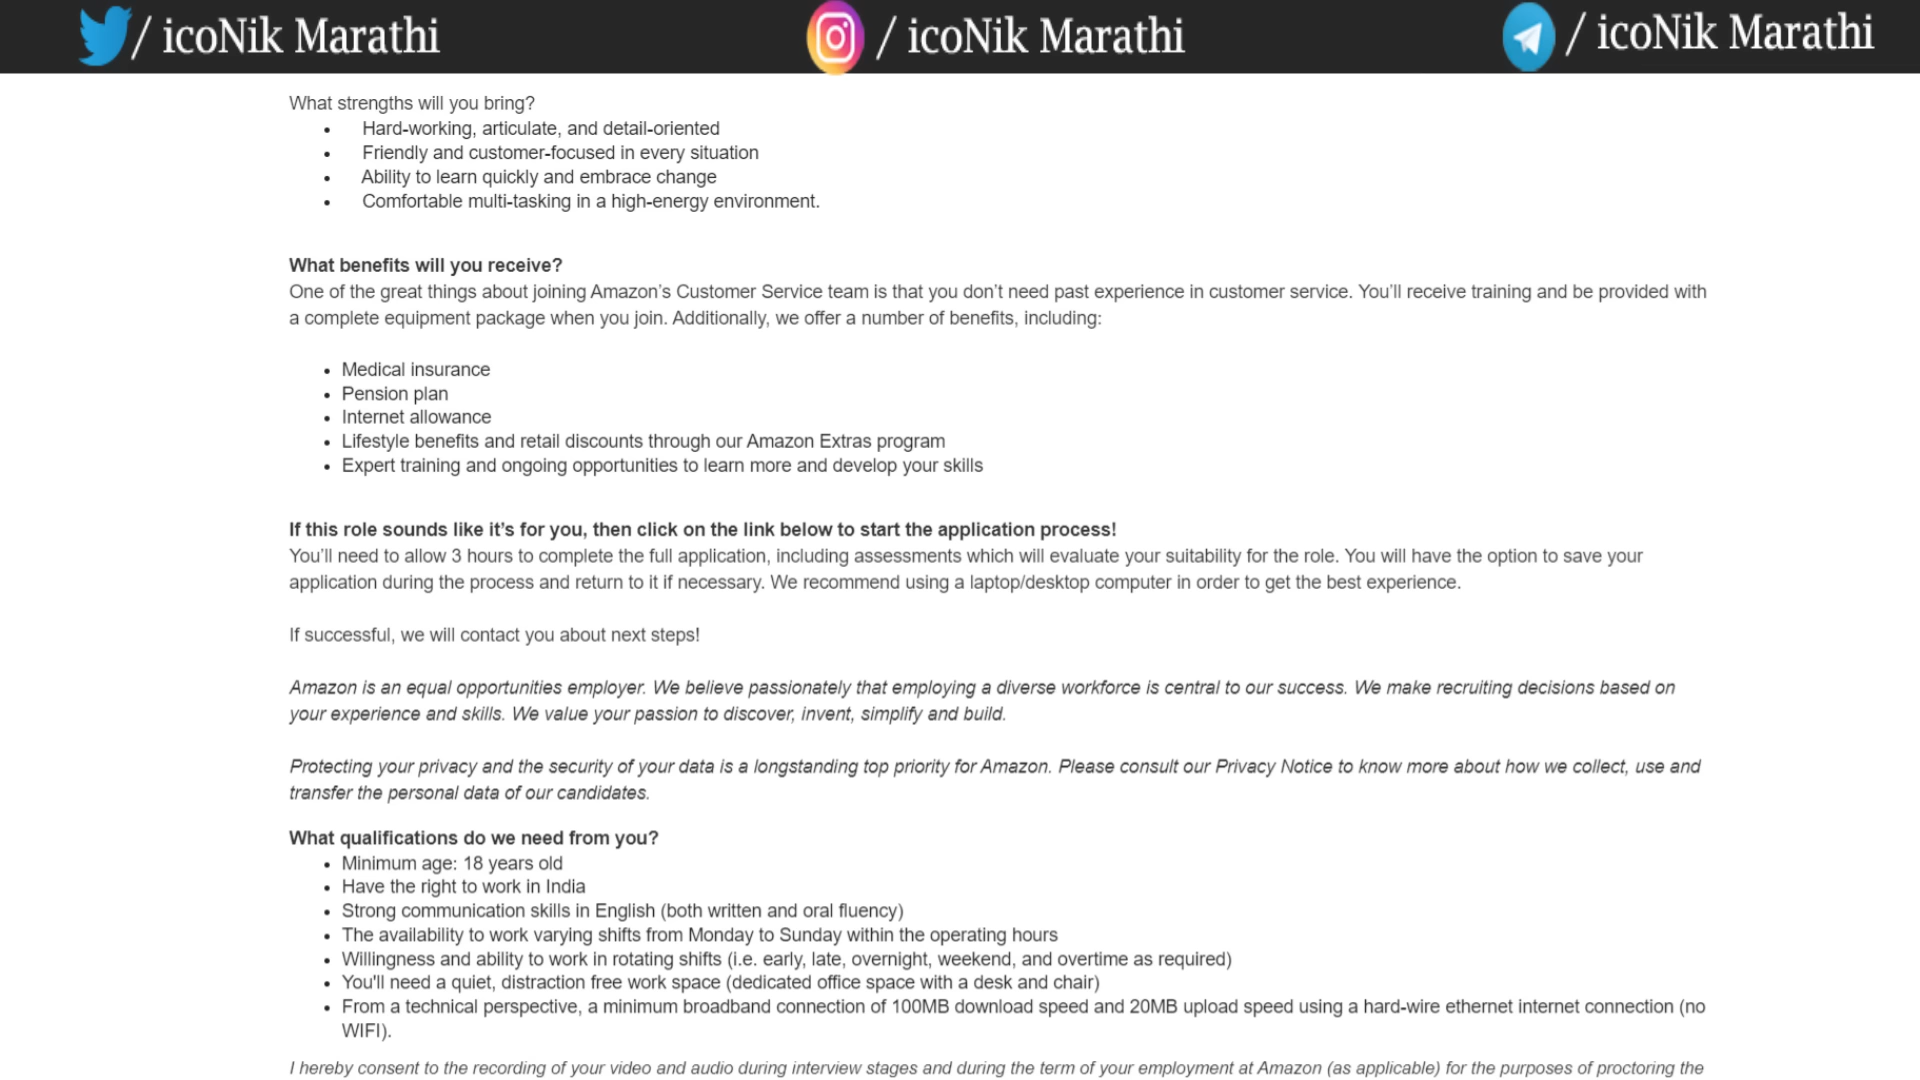 / icoNik Marathi / icoNik Marathi / icoNik Marathi
What strengths will you bring?
• Hard-working, articulate, and detail-oriented
• Friendly and customer-focused in every situation
• Ability to learn quickly and embrace change
• Comfortable multi-tasking in a high-energy environment.
What benefits will you receive?
One of the great things about joining Amazon’s Customer Service team is that you don’t need past experience in customer service. You’ll receive training and be provided with
a complete equipment package when you join. Additionally, we offer a number of benefits, including:
• Medical insurance
• Pension plan
• Internet allowance
• Lifestyle benefits and retail discounts through our Amazon Extras program
• Expert training and ongoing opportunities to learn more and develop your skills
If this role sounds like it’s for you, then click on the link below to start the application process!
You’ll need to allow 3 hours to complete the full application, including assessments which will evaluate your suitability for the role. You will have the option to save your
application during the process and return to it if necessary. We recommend using a laptop/desktop computer in order to get the best experience.
If successful, we will contact you about next steps!
Amazon is an equal opportunities employer. We believe passionately that employing a diverse workforce is central to our success. We make recruiting decisions based on
your experience and skills. We value your passion to discover, invent, simplify and build.
Protecting your privacy and the security of your data is a longstanding top priority for Amazon. Please consult our Privacy Notice to know more about how we collect, use and
transfer the personal data of our candidates.
What qualifications do we need from you?
• Minimum age: 18 years old
• Have the right to work in India
• Strong communication skills in English (both written and oral fluency)
• The availability to work varying shifts from Monday to Sunday within the operating hours
• Willingness and ability to work in rotating shifts (i.e. early, late, overnight, weekend, and overtime as required)
• You'll need a quiet, distraction free work space (dedicated office space with a desk and chair)
• From a technical perspective, a minimum broadband connection of 100MB download speed and 20MB upload speed using a hard-wire ethernet internet connection (no
WIFI).
I hereby consent to the recording of your video and audio during interview stages and during the term of your employment at Amazon (as applicable) for the purposes of proctoring the